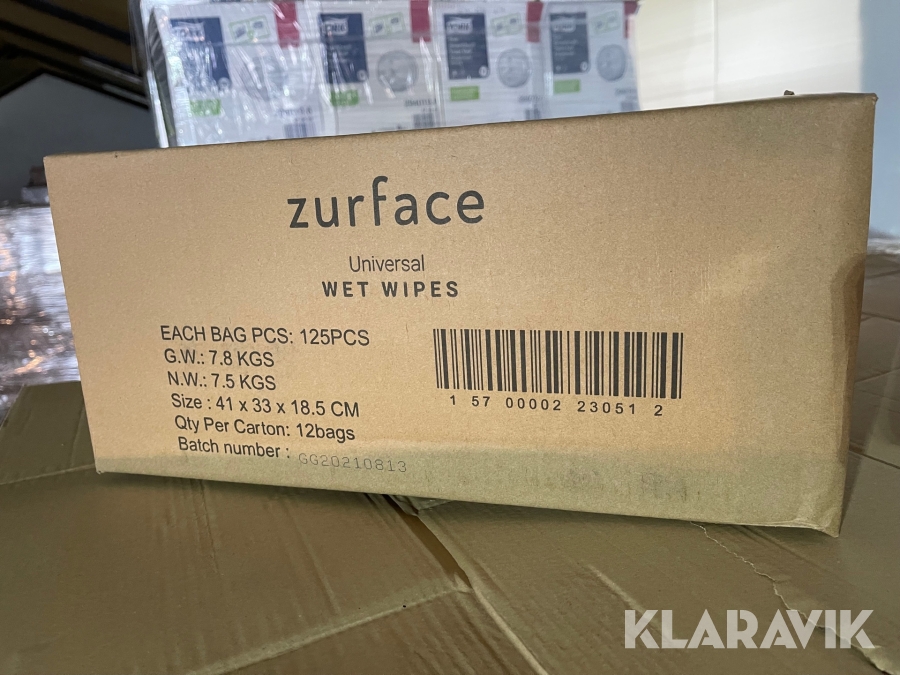 TORK
zurface
Universal
WET WIPES
EACH BAG PCS: 125PCS
G.W.: 7.8 KGS
N.W.: 7.5 KGS
Size : 41 x 33 x 18.5 CM
Qty Per Carton: 12bags
Batch number : GG20210813
1 57 00002 23051 2
KLARAVIK